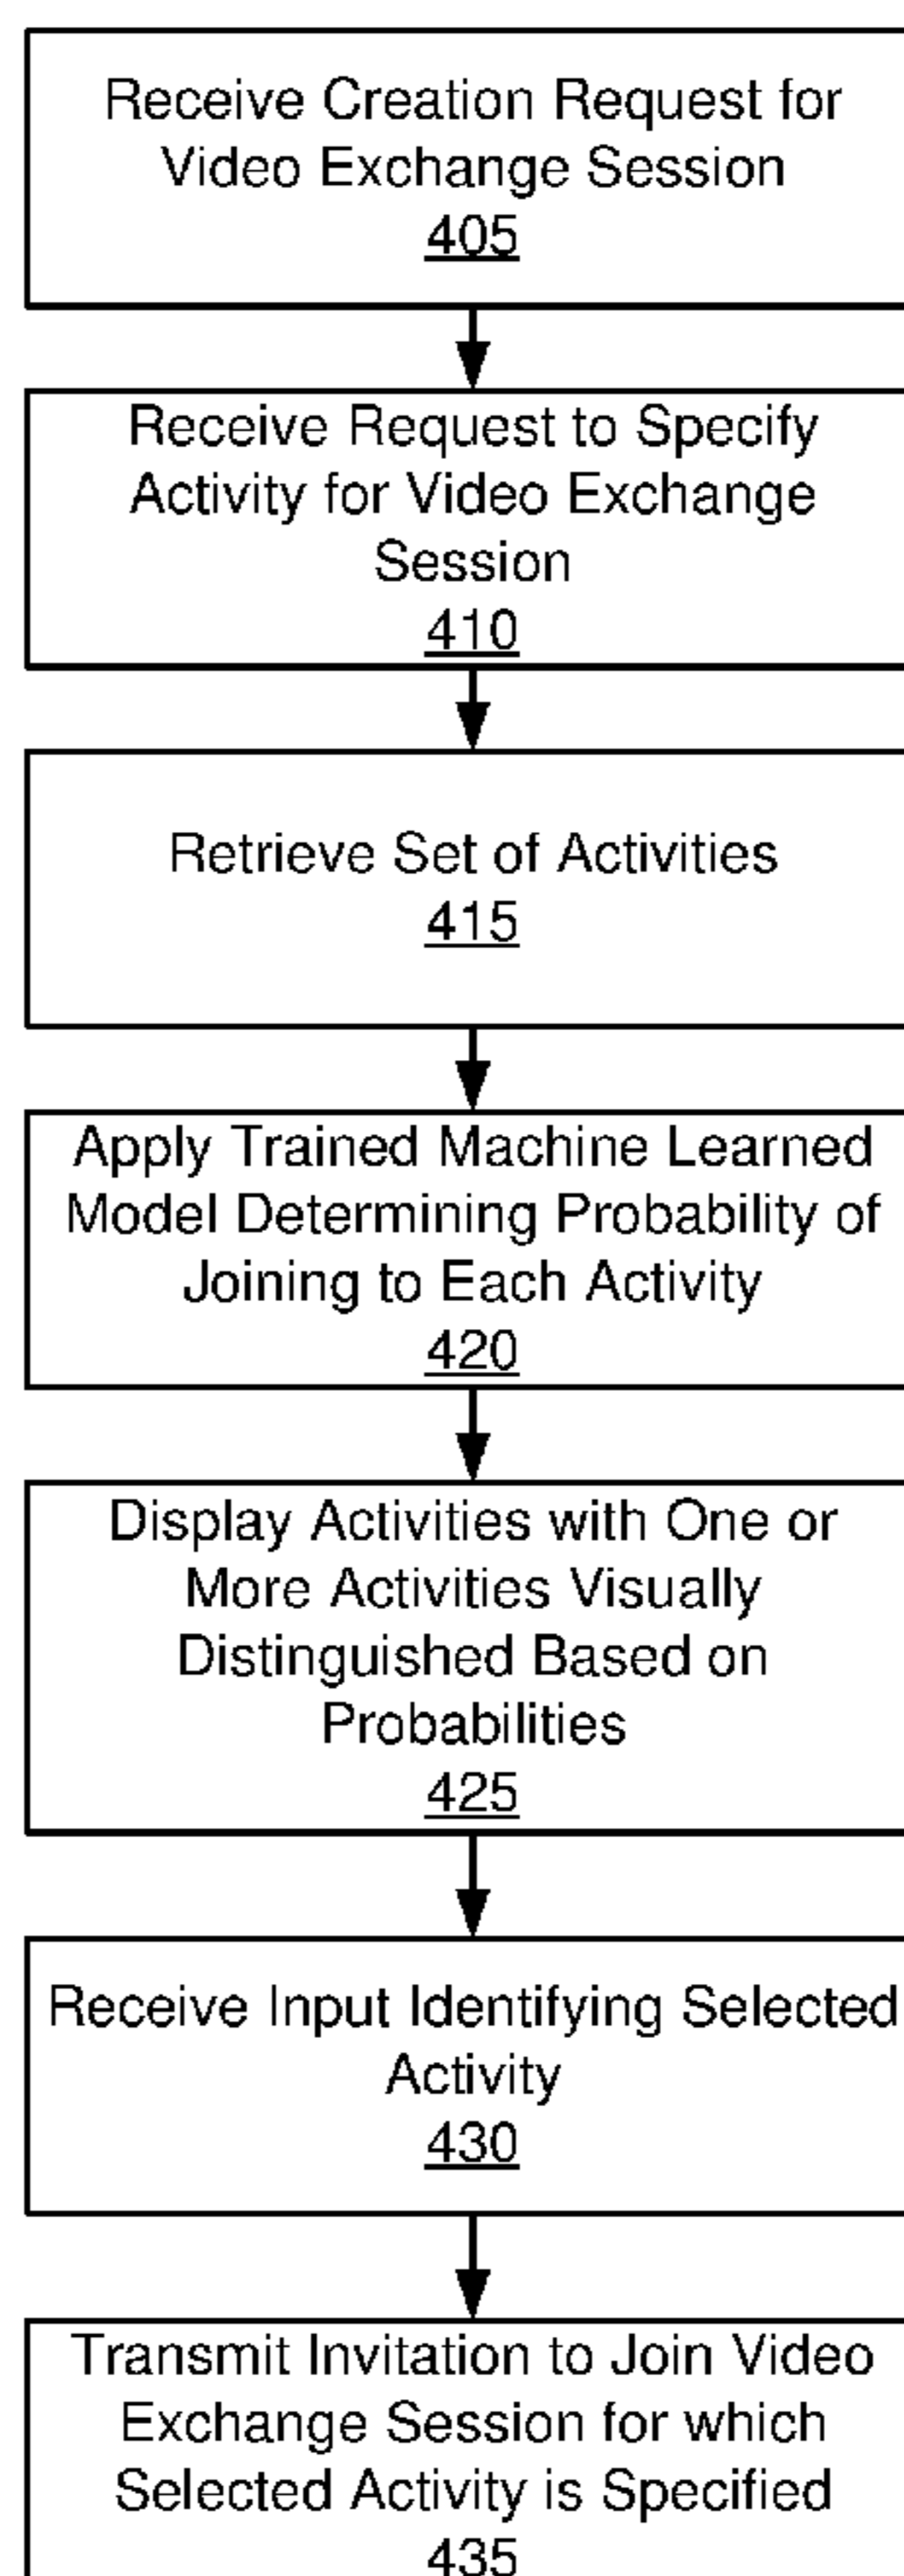 Receive Creation Request for
Video Exchange Session
405
Receive Request to Specify
Activity for Video Exchange
Session
410
Retrieve Set of Activities
415
Apply Trained Machine Learned
Model Determining Probability of
Joining to Each Activity
420
Display Activities with One or
More Activities Visually
Distinguished Based on
Probabilities
425
Receive Input Identifying Selected
Activity
430
Transmit Invitation to Join Video
Exchange Session for which
Selected Activity is Specified
435